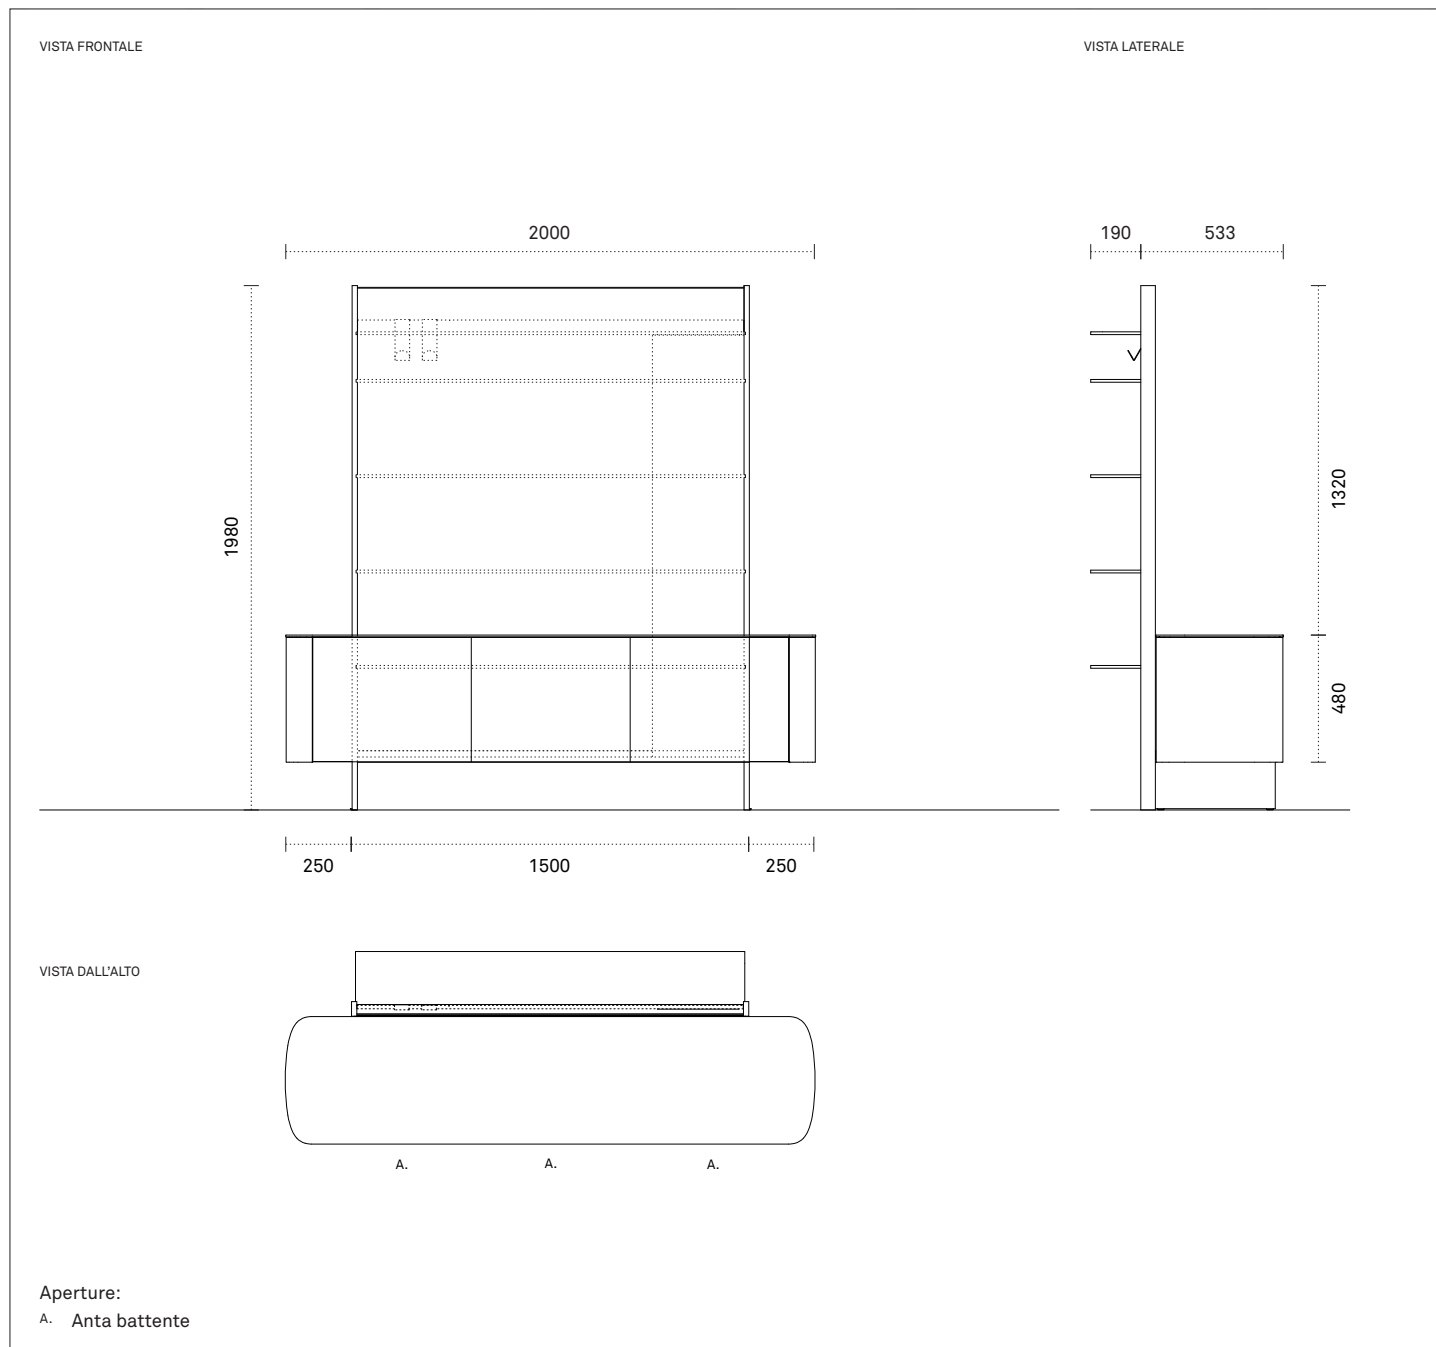 VISTA FRONTALE
VISTA LATERALE
2000
190
533
1980
1320
480
250
1500
250
VISTA DALL'ALTO
A.
A.
A.
Aperture:
A. Anta battente